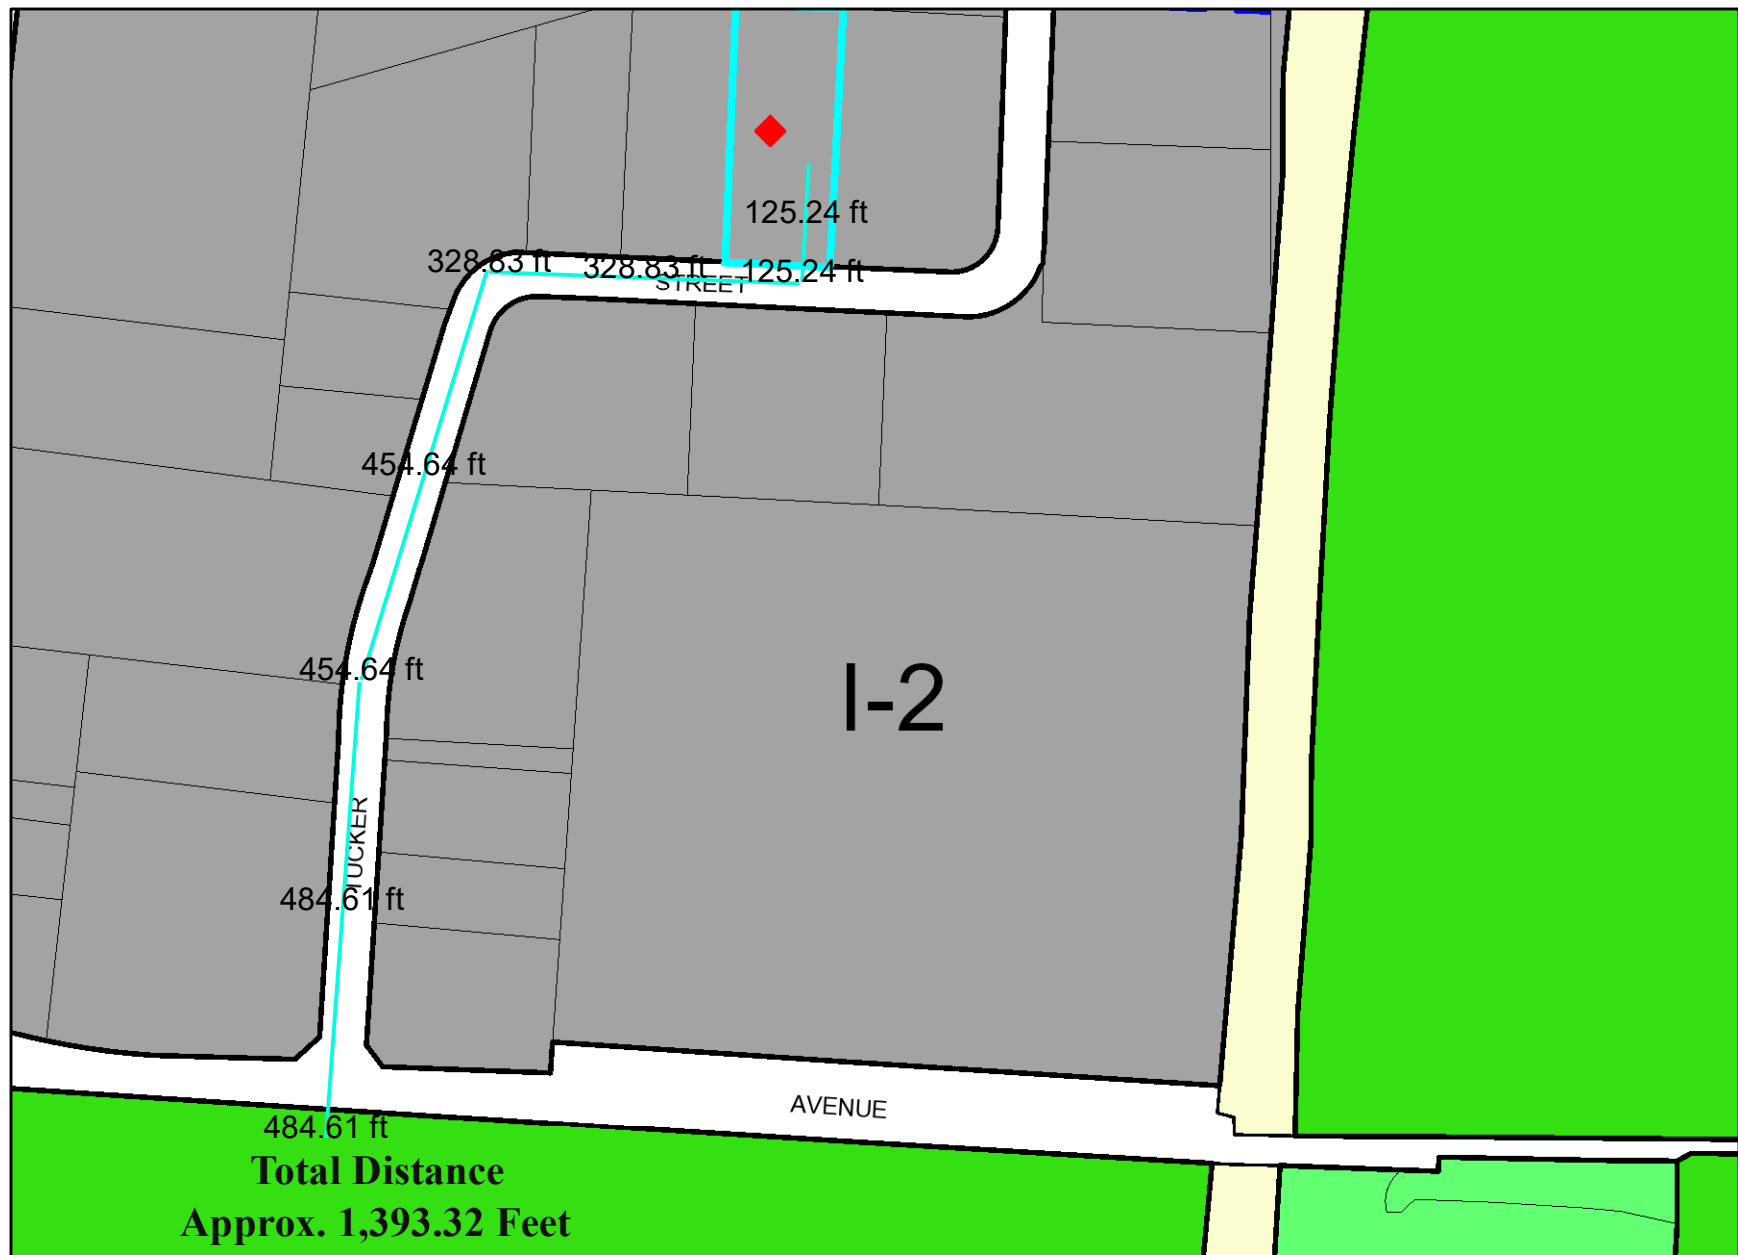 125.24 ft
328.83 ft
328.83 ft
125.24 ft
STREET
454.64 ft
454.64 ft
I-2
TUCKER
484.61 ft
AVENUE
484.61 ft
Total Distance
Approx. 1,393.32 Feet